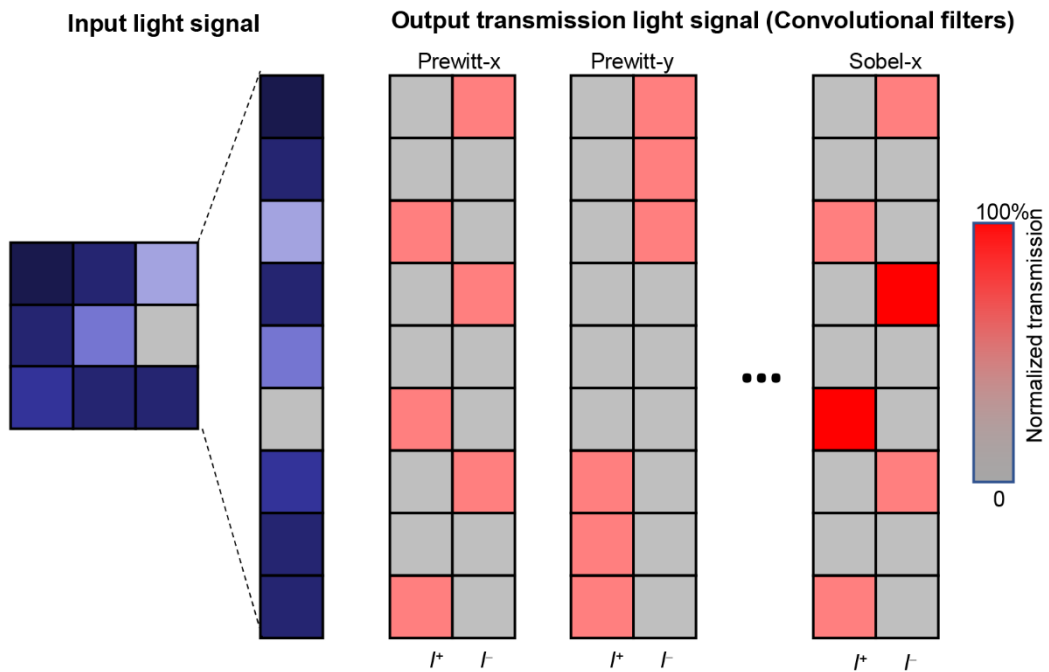 Input light signal
Output transmission light signal (Convolutional filters)
Prewitt-x
Prewitt-y
Sobel-x
...
100%
Normalized transmission
0
I⁺ I⁻
I⁺ I⁻
I⁺ I⁻